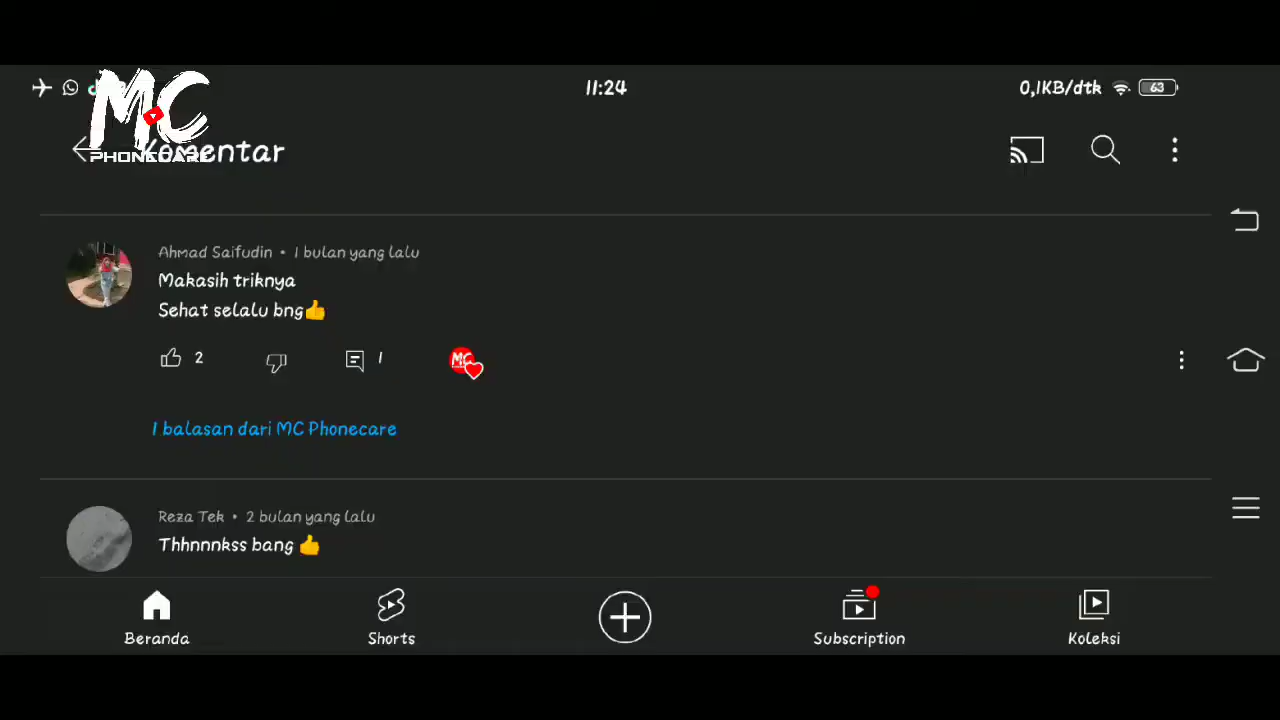 11:24
0,1KB/dtk
63
MC
PHONECARE
Komentar
Ahmad Saifudin • 1 bulan yang lalu
Makasih triknya
Sehat selalu bng👍
2
1
MC
1 balasan dari MC Phonecare
Reza Tek • 2 bulan yang lalu
Thhnnnkss bang 👍
Beranda
Shorts
Subscription
Koleksi